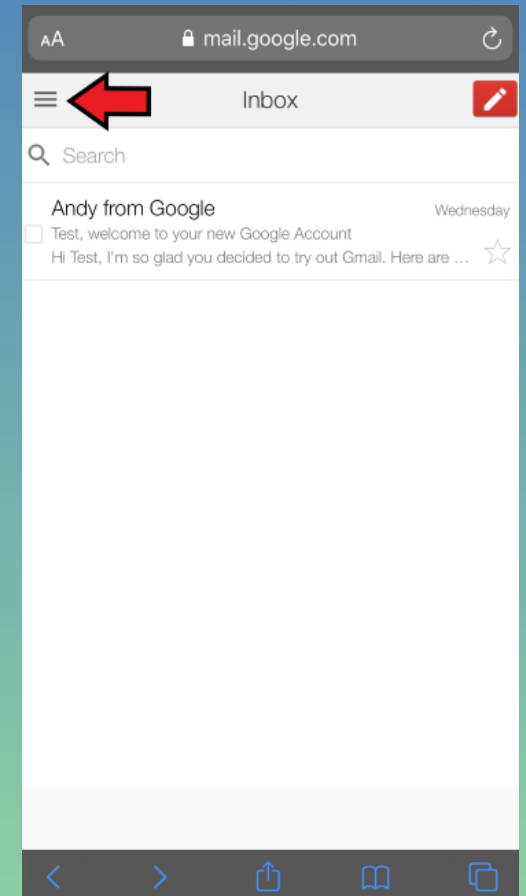 AA mail.google.com
Inbox
Search
Andy from Google Wednesday
Test, welcome to your new Google Account
Hi Test, I'm so glad you decided to try out Gmail. Here are ...